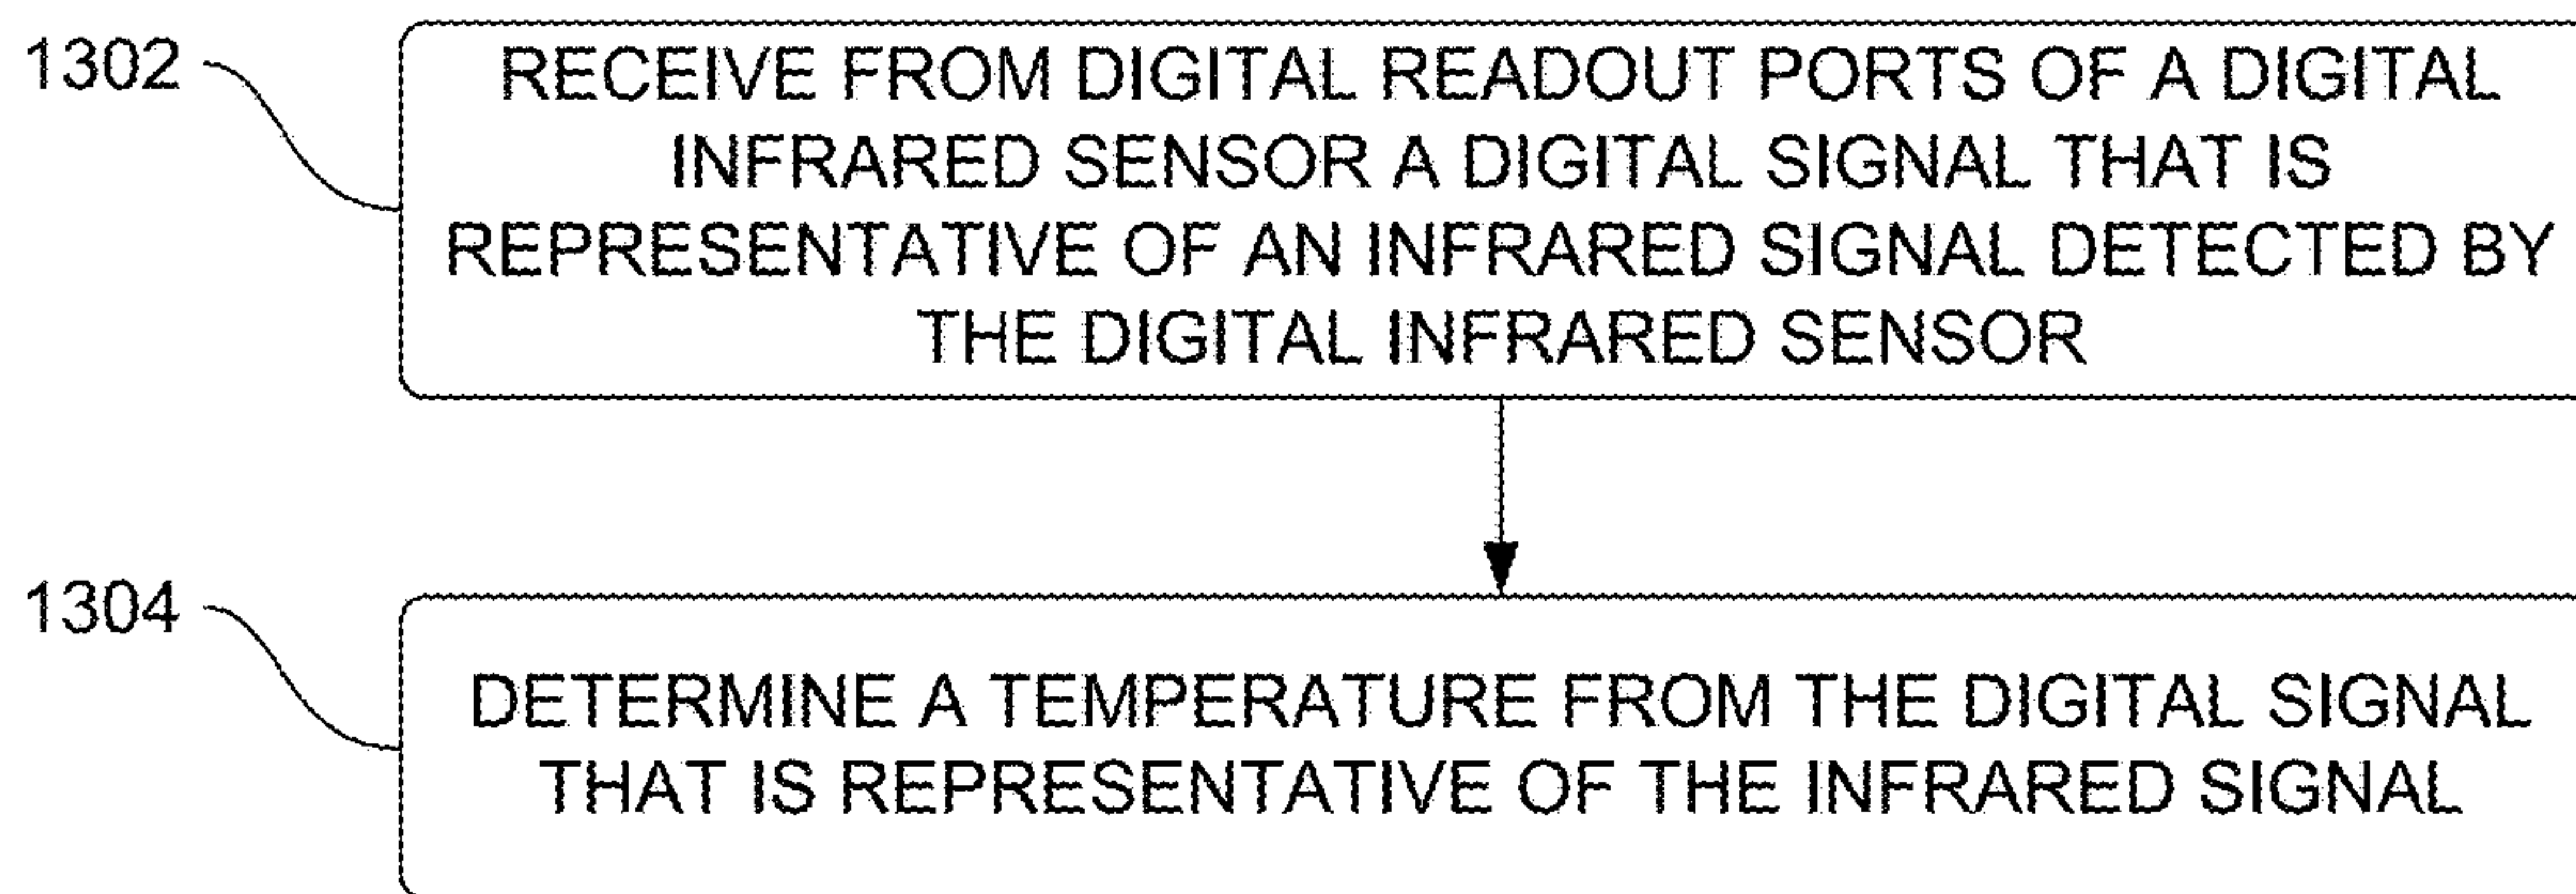 1302
RECEIVE FROM DIGITAL READOUT PORTS OF A DIGITAL
INFRARED SENSOR A DIGITAL SIGNAL THAT IS
REPRESENTATIVE OF AN INFRARED SIGNAL DETECTED BY
THE DIGITAL INFRARED SENSOR
1304
DETERMINE A TEMPERATURE FROM THE DIGITAL SIGNAL
THAT IS REPRESENTATIVE OF THE INFRARED SIGNAL